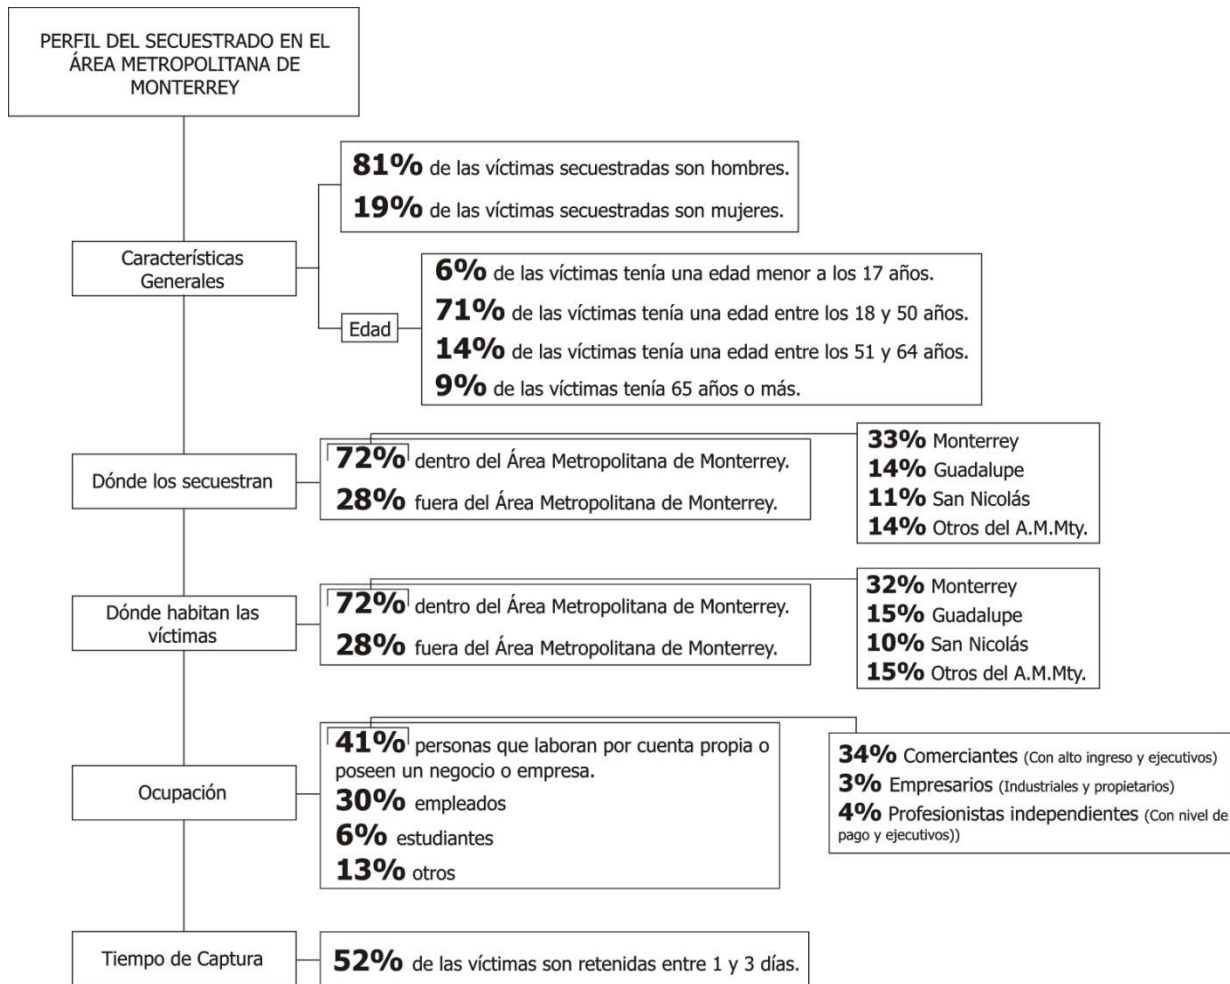 PERFIL DEL SECUESTRADO EN EL
ÁREA METROPOLITANA DE
MONTERREY
Características
Generales
81% de las víctimas secuestradas son hombres.
19% de las víctimas secuestradas son mujeres.
Edad
6% de las víctimas tenía una edad menor a los 17 años.
71% de las víctimas tenía una edad entre los 18 y 50 años.
14% de las víctimas tenía una edad entre los 51 y 64 años.
9% de las víctimas tenía 65 años o más.
Dónde los secuestran
72% dentro del Área Metropolitana de Monterrey.
28% fuera del Área Metropolitana de Monterrey.
33% Monterrey
14% Guadalupe
11% San Nicolás
14% Otros del A.M.Mty.
Dónde habitan las
víctimas
72% dentro del Área Metropolitana de Monterrey.
28% fuera del Área Metropolitana de Monterrey.
32% Monterrey
15% Guadalupe
10% San Nicolás
15% Otros del A.M.Mty.
Ocupación
41% personas que laboran por cuenta propia o
poseen un negocio o empresa.
30% empleados
6% estudiantes
13% otros
34% Comerciantes (Con alto ingreso y ejecutivos)
3% Empresarios (Industriales y propietarios)
4% Profesionistas independientes (Con nivel de
pago y ejecutivos))
Tiempo de Captura
52% de las víctimas son retenidas entre 1 y 3 días.